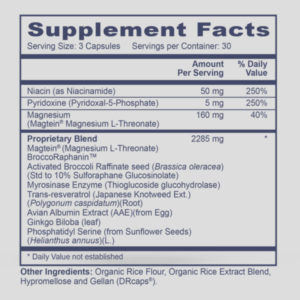 Supplement Facts
Serving Size: 3 Capsules Servings per Container: 30
Amount Per Serving % Daily Value
Niacin (as Niacinamide) 50 mg 250%
Pyridoxine (Pyridoxal-5-Phosphate) 5 mg 250%
Magnesium 160 mg 40%
(Magtein® Magnesium L-Threonate)
Proprietary Blend 2285 mg *
Magtein® (Magnesium L-Threonate)
BroccoRaphanin™
Activated Broccoli Raffinate seed (Brassica oleracea)
(Std to 10% Sulforaphane Glucosinolate)
Myrosinase Enzyme (Thioglucoside glucohydrolase)
Trans-resveratrol (Japanese Knotweed Ext.)
(Polygonum caspidatum)(Root)
Avian Albumin Extract (AAE)(from Egg)
Ginkgo Biloba (leaf)
Phosphatidyl Serine (from Sunflower Seeds)
(Helianthus annuus)(L.)
* Daily Value not established
Other Ingredients: Organic Rice Flour, Organic Rice Extract Blend,
Hypromellose and Gellan (DRcaps®).